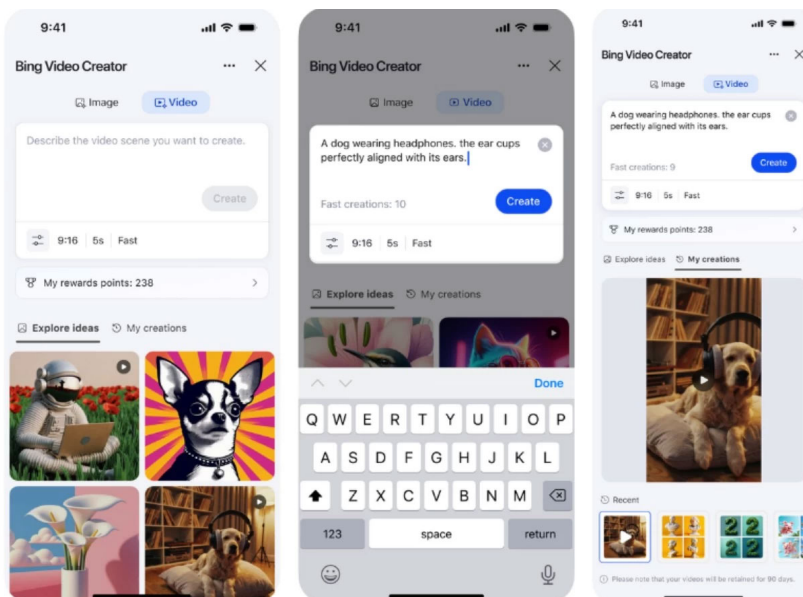 9:41
Bing Video Creator
Image
Video
Describe the video scene you want to create.
Create
9:16 5s Fast
My rewards points: 238
Explore ideas My creations
9:41
Bing Video Creator
Image
Video
A dog wearing headphones. the ear cups
perfectly aligned with its ears.
Fast creations: 10
Create
9:16 5s Fast
Explore ideas My creations
Done
Q W E R T Y U I O P
A S D F G H J K L
Z X C V B N M
123 space return
9:41
Bing Video Creator
Image
Video
A dog wearing headphones. the ear cups
perfectly aligned with its ears.
Fast creations: 9
Create
9:16 5s Fast
My rewards points: 238
Explore ideas My creations
Recent
2 2
2 2
Please note that your videos will be retained for 90 days.